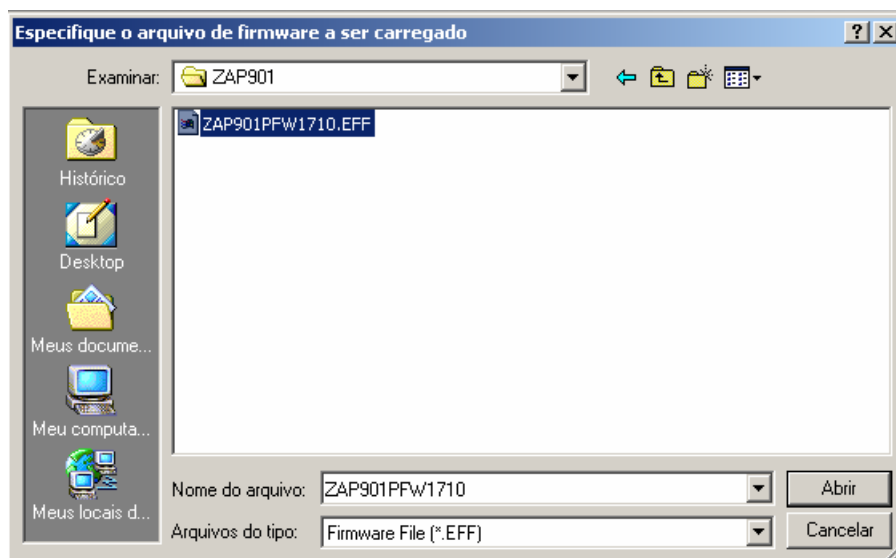 Especifique o arquivo de firmware a ser carregado
Examinar: ZAP901
ZAP901PFW1710.EFF
Histórico
Desktop
Meus docume...
Meu computa...
Meus locais d...
Nome do arquivo: ZAP901PFW1710 Abrir
Arquivos do tipo: Firmware File (*.EFF) Cancelar